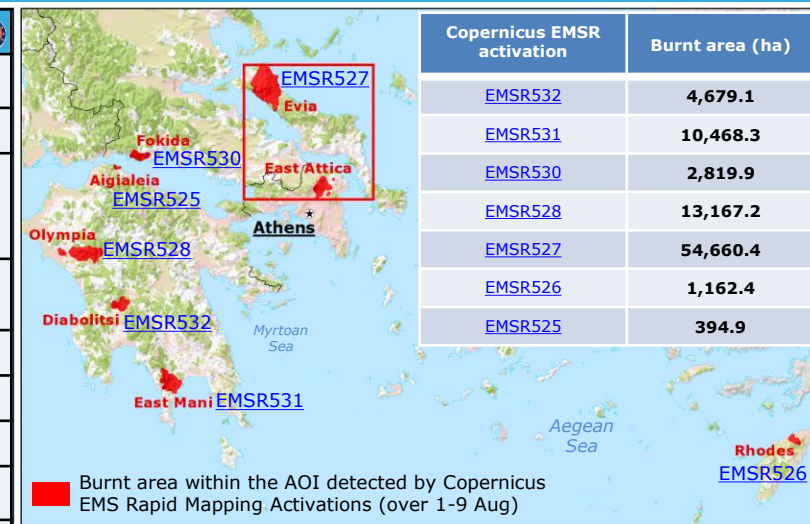 Copernicus EMSR
activation
Burnt area (ha)
EMSR532 4,679.1
EMSR531 10,468.3
EMSR530 2,819.9
EMSR528 13,167.2
EMSR527 54,660.4
EMSR526 1,162.4
EMSR525 394.9
EMSR527
Evia
Fokida
EMSR530
East Attica
Aigialeia
EMSR525
Athens
Olympia
EMSR528
Diabolitsi EMSR532
Myrtoan
Sea
East Mani EMSR531
Aegean
Sea
Rhodes
EMSR526
Burnt area within the AOI detected by Copernicus
EMS Rapid Mapping Activations (over 1-9 Aug)